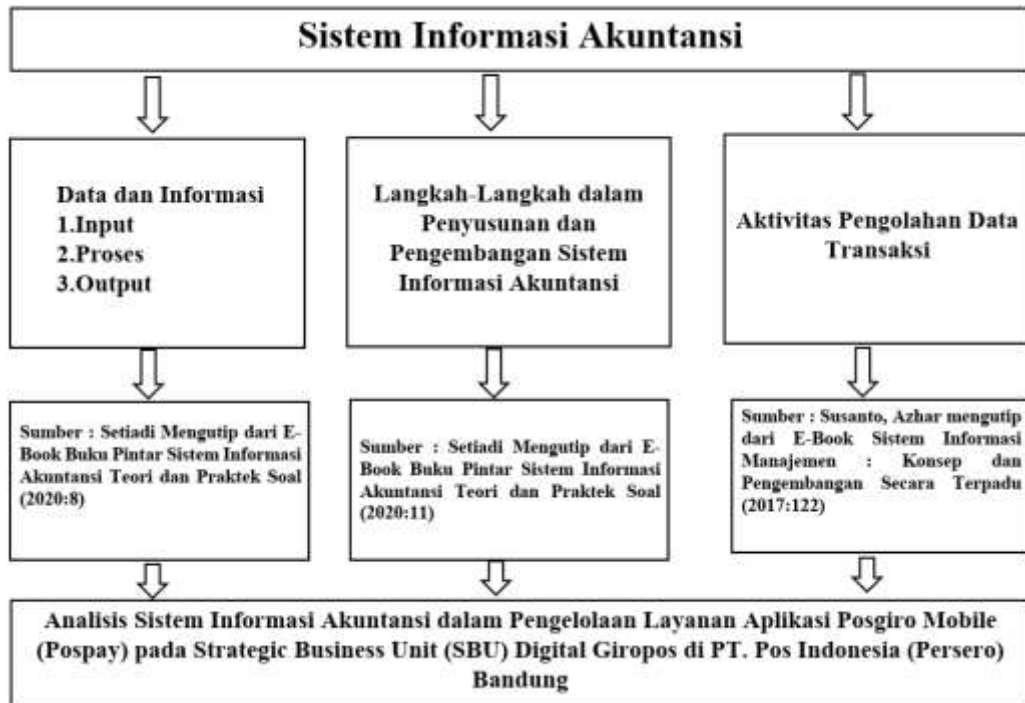 Sistem Informasi Akuntansi
Data dan Informasi
1.Input
2.Proses
3.Output
Langkah-Langkah dalam
Penyusunan dan
Pengembangan Sistem
Informasi Akuntansi
Aktivitas Pengolahan Data
Transaksi
Sumber : Setiadi Mengutip dari E-
Book Buku Pintar Sistem Informasi
Akuntansi Teori dan Praktek Soal
(2020:8)
Sumber : Setiadi Mengutip dari E-
Book Buku Pintar Sistem Informasi
Akuntansi Teori dan Praktek Soal
(2020:11)
Sumber : Susanto, Azhar mengutip
dari E-Book Sistem Informasi
Manajemen : Konsep dan
Pengembangan Secara Terpadu
(2017:122)
Analisis Sistem Informasi Akuntansi dalam Pengelolaan Layanan Aplikasi Posgiro Mobile
(Pospay) pada Strategic Business Unit (SBU) Digital Giropos di PT. Pos Indonesia (Persero)
Bandung